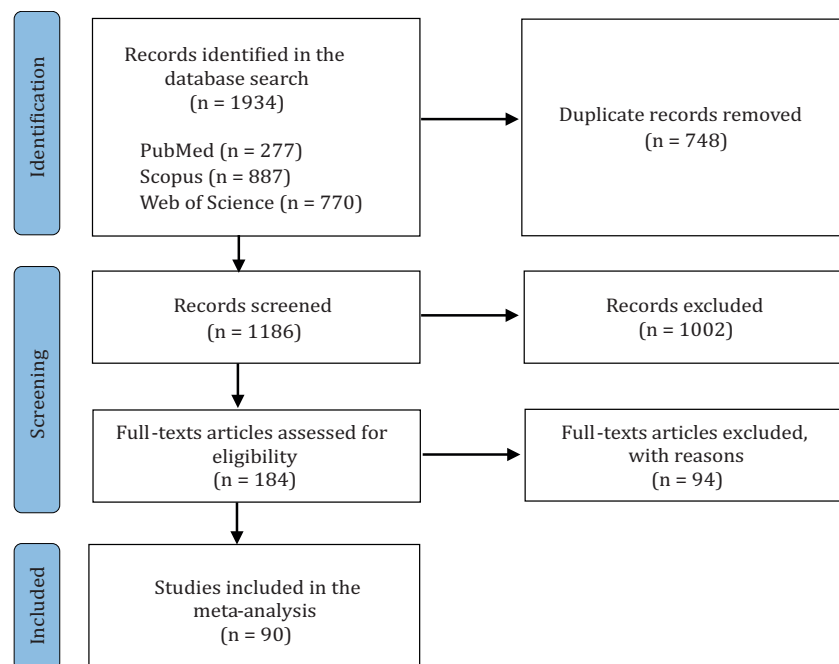 Identification
Records identified in the
database search
(n = 1934)
PubMed (n = 277)
Scopus (n = 887)
Web of Science (n = 770)
Duplicate records removed
(n = 748)
Screening
Records screened
(n = 1186)
Records excluded
(n = 1002)
Full-texts articles assessed for
eligibility
(n = 184)
Full-texts articles excluded,
with reasons
(n = 94)
Included
Studies included in the
meta-analysis
(n = 90)